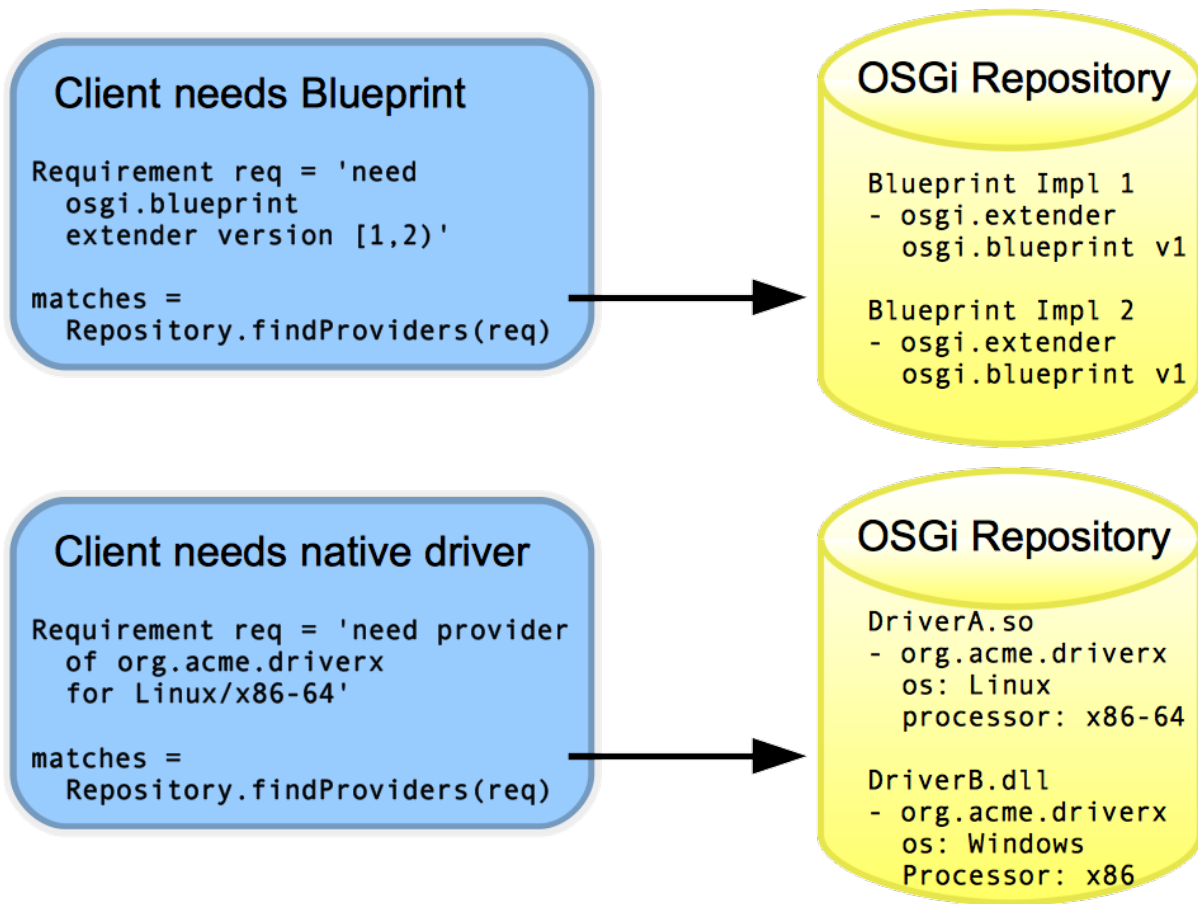 Client needs Blueprint
Requirement req = 'need
osgi.blueprint
extender version [1,2)'
matches =
Repository.findProviders(req)
OSGi Repository
Blueprint Impl 1
- osgi.extender
osgi.blueprint v1
Blueprint Impl 2
- osgi.extender
osgi.blueprint v1
Client needs native driver
Requirement req = 'need provider
of org.acme.driverx
for Linux/x86-64'
matches =
Repository.findProviders(req)
OSGi Repository
DriverA.so
- org.acme.driverx
os: Linux
processor: x86-64
DriverB.dll
- org.acme.driverx
os: Windows
Processor: x86